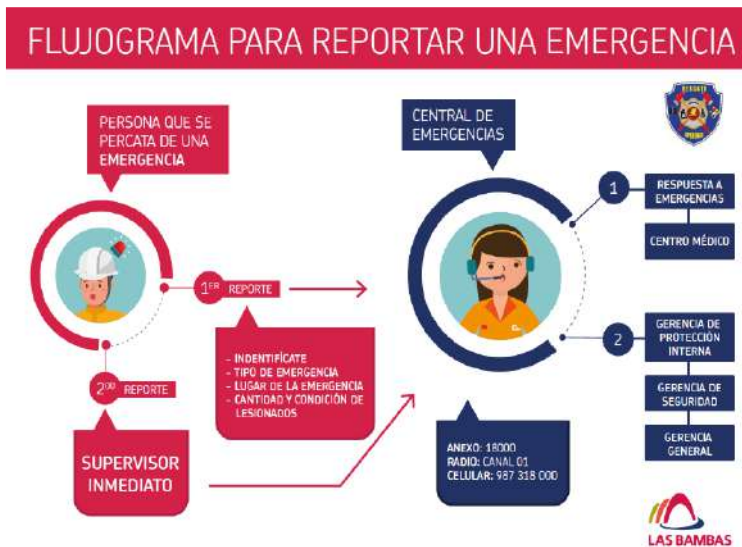 FLUJOGRAMA PARA REPORTAR UNA EMERGENCIA
PERSONA QUE SE
PERCATA DE UNA
EMERGENCIA
1ER REPORTE
- INDENTIFÍCATE
- TIPO DE EMERGENCIA
- LUGAR DE LA EMERGENCIA
- CANTIDAD Y CONDICIÓN DE
LESIONADOS
2DO REPORTE
SUPERVISOR
INMEDIATO
CENTRAL DE
EMERGENCIAS
ANEXO: 18000
RADIO: CANAL 01
CELULAR: 987 318 000
1
RESPUESTA A
EMERGENCIAS
CENTRO MÉDICO
2
GERENCIA DE
PROTECCIÓN
INTERNA
GERENCIA DE
SEGURIDAD
GERENCIA
GENERAL
LAS BAMBAS